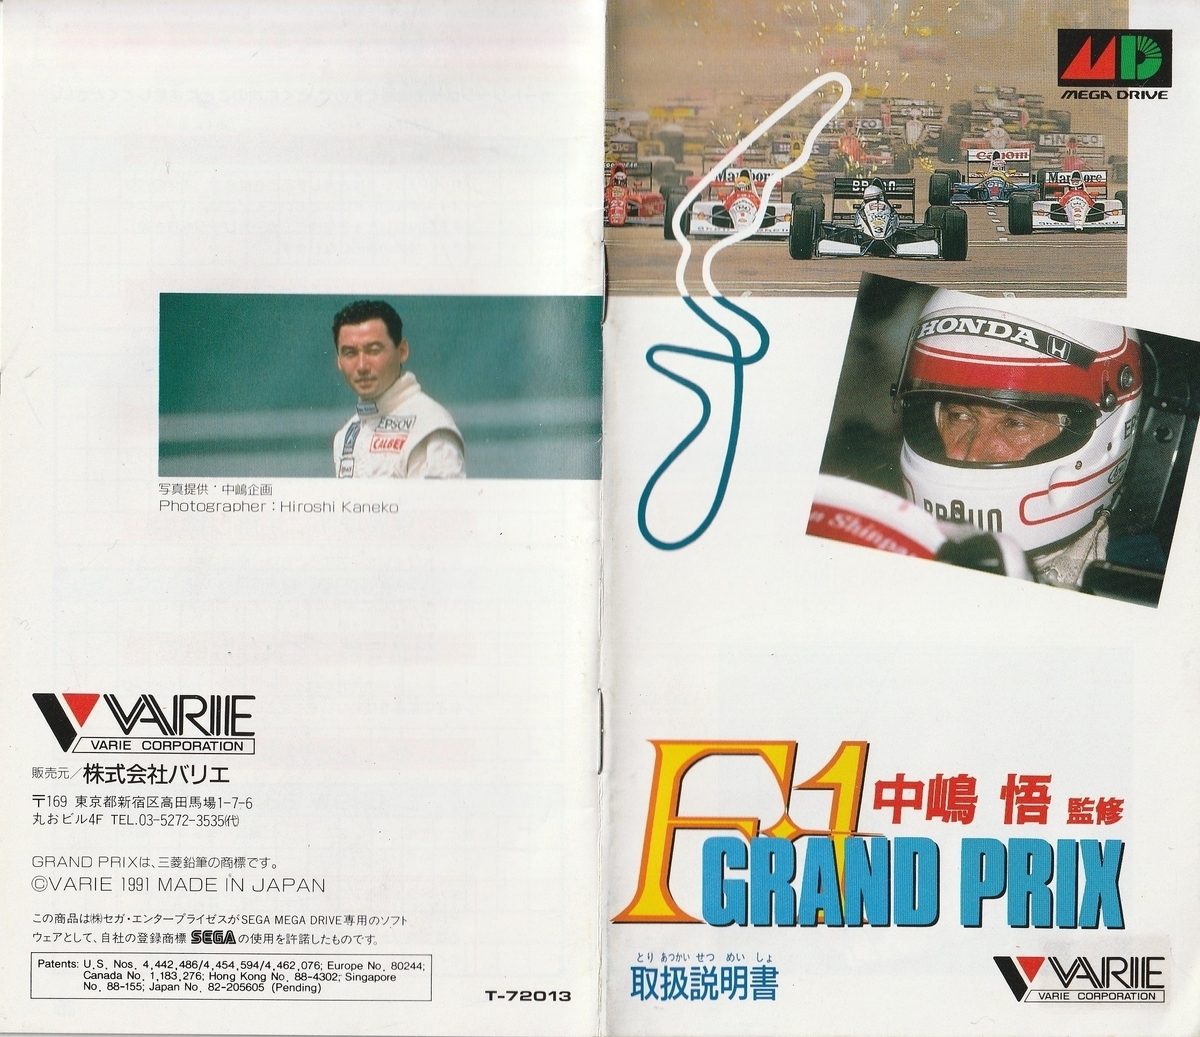 写真提供：中嶋企画
Photographer：Hiroshi Kaneko
EPSON
CALBEE
VARIE
VARIE CORPORATION
販売元／株式会社バリエ
〒169 東京都新宿区高田馬場1-7-6
丸おビル4F TEL.03-5272-3535㈹
GRAND PRIXは、三菱鉛筆の商標です。
©VARIE 1991 MADE IN JAPAN
この商品は㈱セガ・エンタープライゼスがSEGA MEGA DRIVE専用のソフト
ウェアとして、自社の登録商標 SEGA の使用を許諾したものです。
Patents: U.S. Nos. 4,442,486/4,454,594/4,462,076; Europe No. 80244;
Canada No. 1,183,276; Hong Kong No. 88-4302; Singapore
No. 88-155; Japan No. 82-205605 (Pending)
T-72013
MD
MEGA DRIVE
Canon
Marlboro
BRAUN
Marlboro
HONDA
BRAUN
F-1
中嶋 悟 監修
GRAND PRIX
とり あつかい せつ めい しょ
取扱説明書
VARIE
VARIE CORPORATION